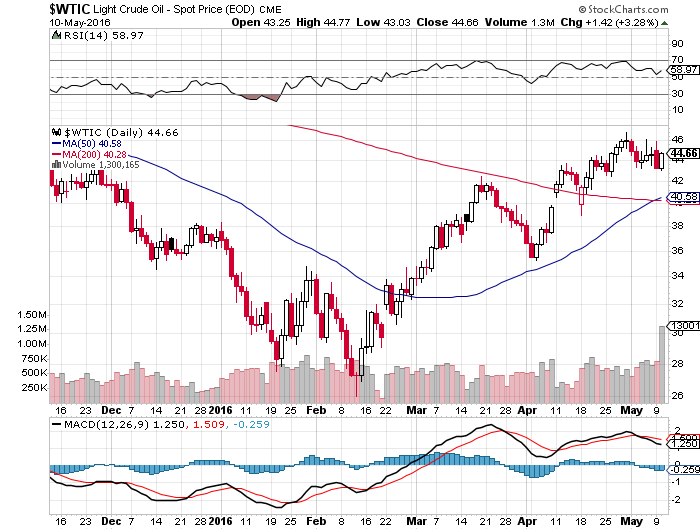 $WTIC Light Crude Oil - Spot Price (EOD) CME
© StockCharts.com
10-May-2016
Open 43.25 High 44.77 Low 43.03 Close 44.66 Volume 1.3M Chg +1.42 (+3.28%)
RSI(14) 58.97
90
70
58.97
50
30
10
$WTIC (Daily) 44.66
MA(50) 40.58
MA(200) 40.28
Volume 1,300,165
46
44.66
44
42
40.58
38
36
34
32
13001
28
26
1.50M
1.25M
1.00M
750K
500K
250K
16 23 Dec 7 14 21 28 2016 11 19 25 Feb 8 16 22 Mar 7 14 21 28 Apr 11 18 25 May 9
MACD(12,26,9) 1.250, 1.509, -0.259
2
1.250
-0.259
-1
-2
16 23 Dec 7 14 21 28 2016 11 19 25 Feb 8 16 22 Mar 7 14 21 28 Apr 11 18 25 May 9